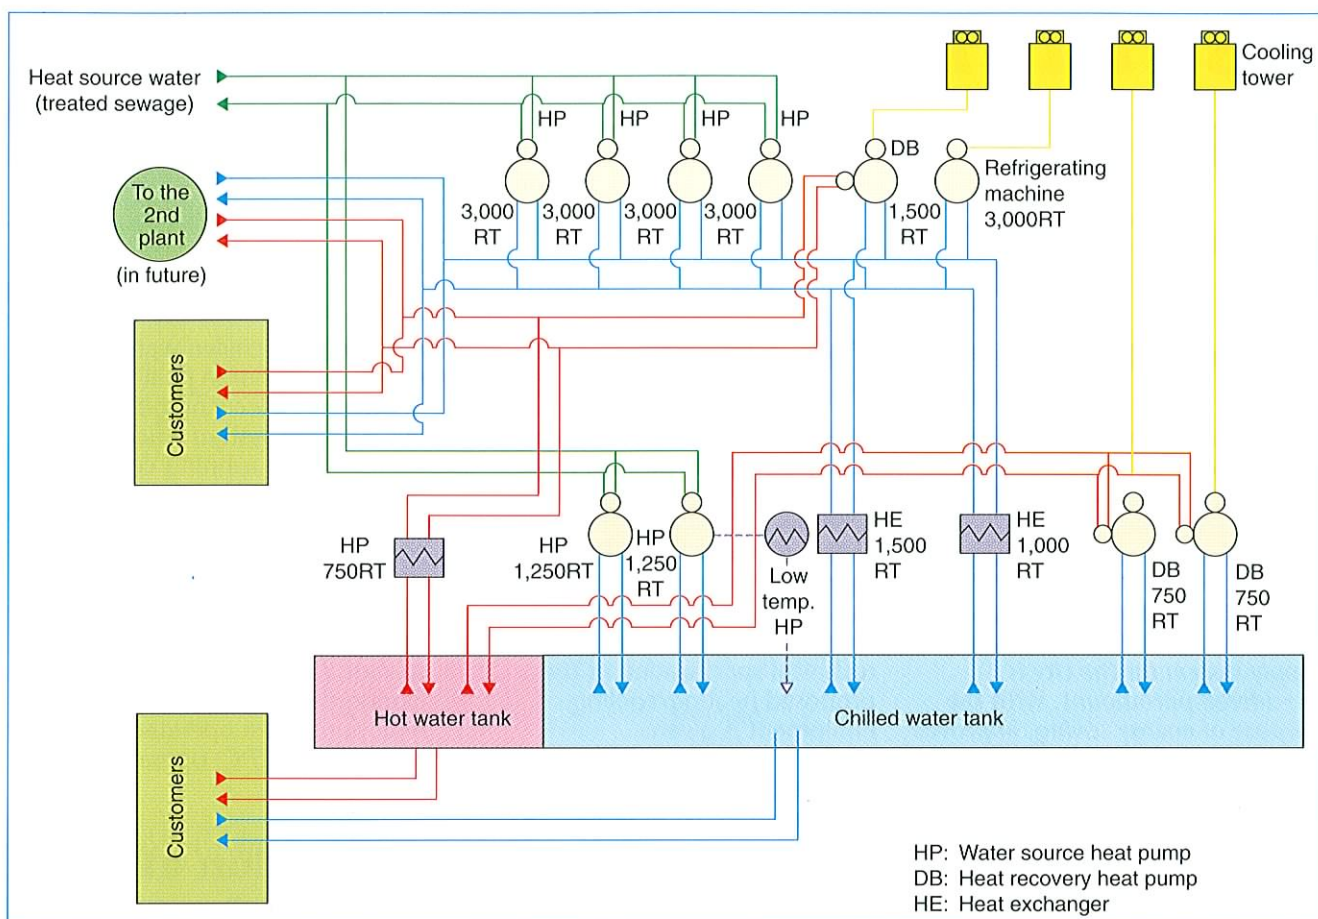 Heat source water
(treated sewage)
Cooling
tower
HP
HP
HP
HP
DB
To the
2nd
plant
(in future)
3,000
RT
3,000
RT
3,000
RT
3,000
RT
1,500
RT
Refrigerating
machine
3,000RT
Customers
HP
750RT
HP
1,250RT
HP
1,250
RT
Low
temp.
HP
HE
1,500
RT
HE
1,000
RT
DB
750
RT
DB
750
RT
Hot water tank
Chilled water tank
Customers
HP: Water source heat pump
DB: Heat recovery heat pump
HE: Heat exchanger